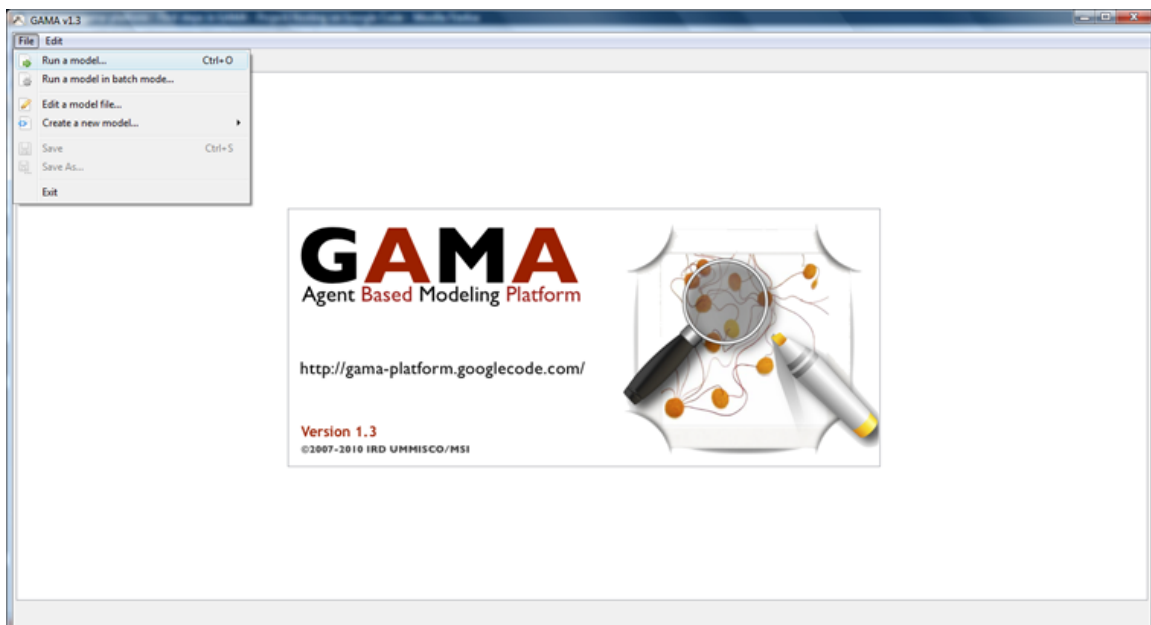 GAMA v1.3
File Edit
Run a model... Ctrl+O
Run a model in batch mode...
Edit a model file...
Create a new model...
Save Ctrl+S
Save As...
Exit
GAMA
Agent Based Modeling Platform
http://gama-platform.googlecode.com/
Version 1.3
©2007-2010 IRD UMMISCO/MSI